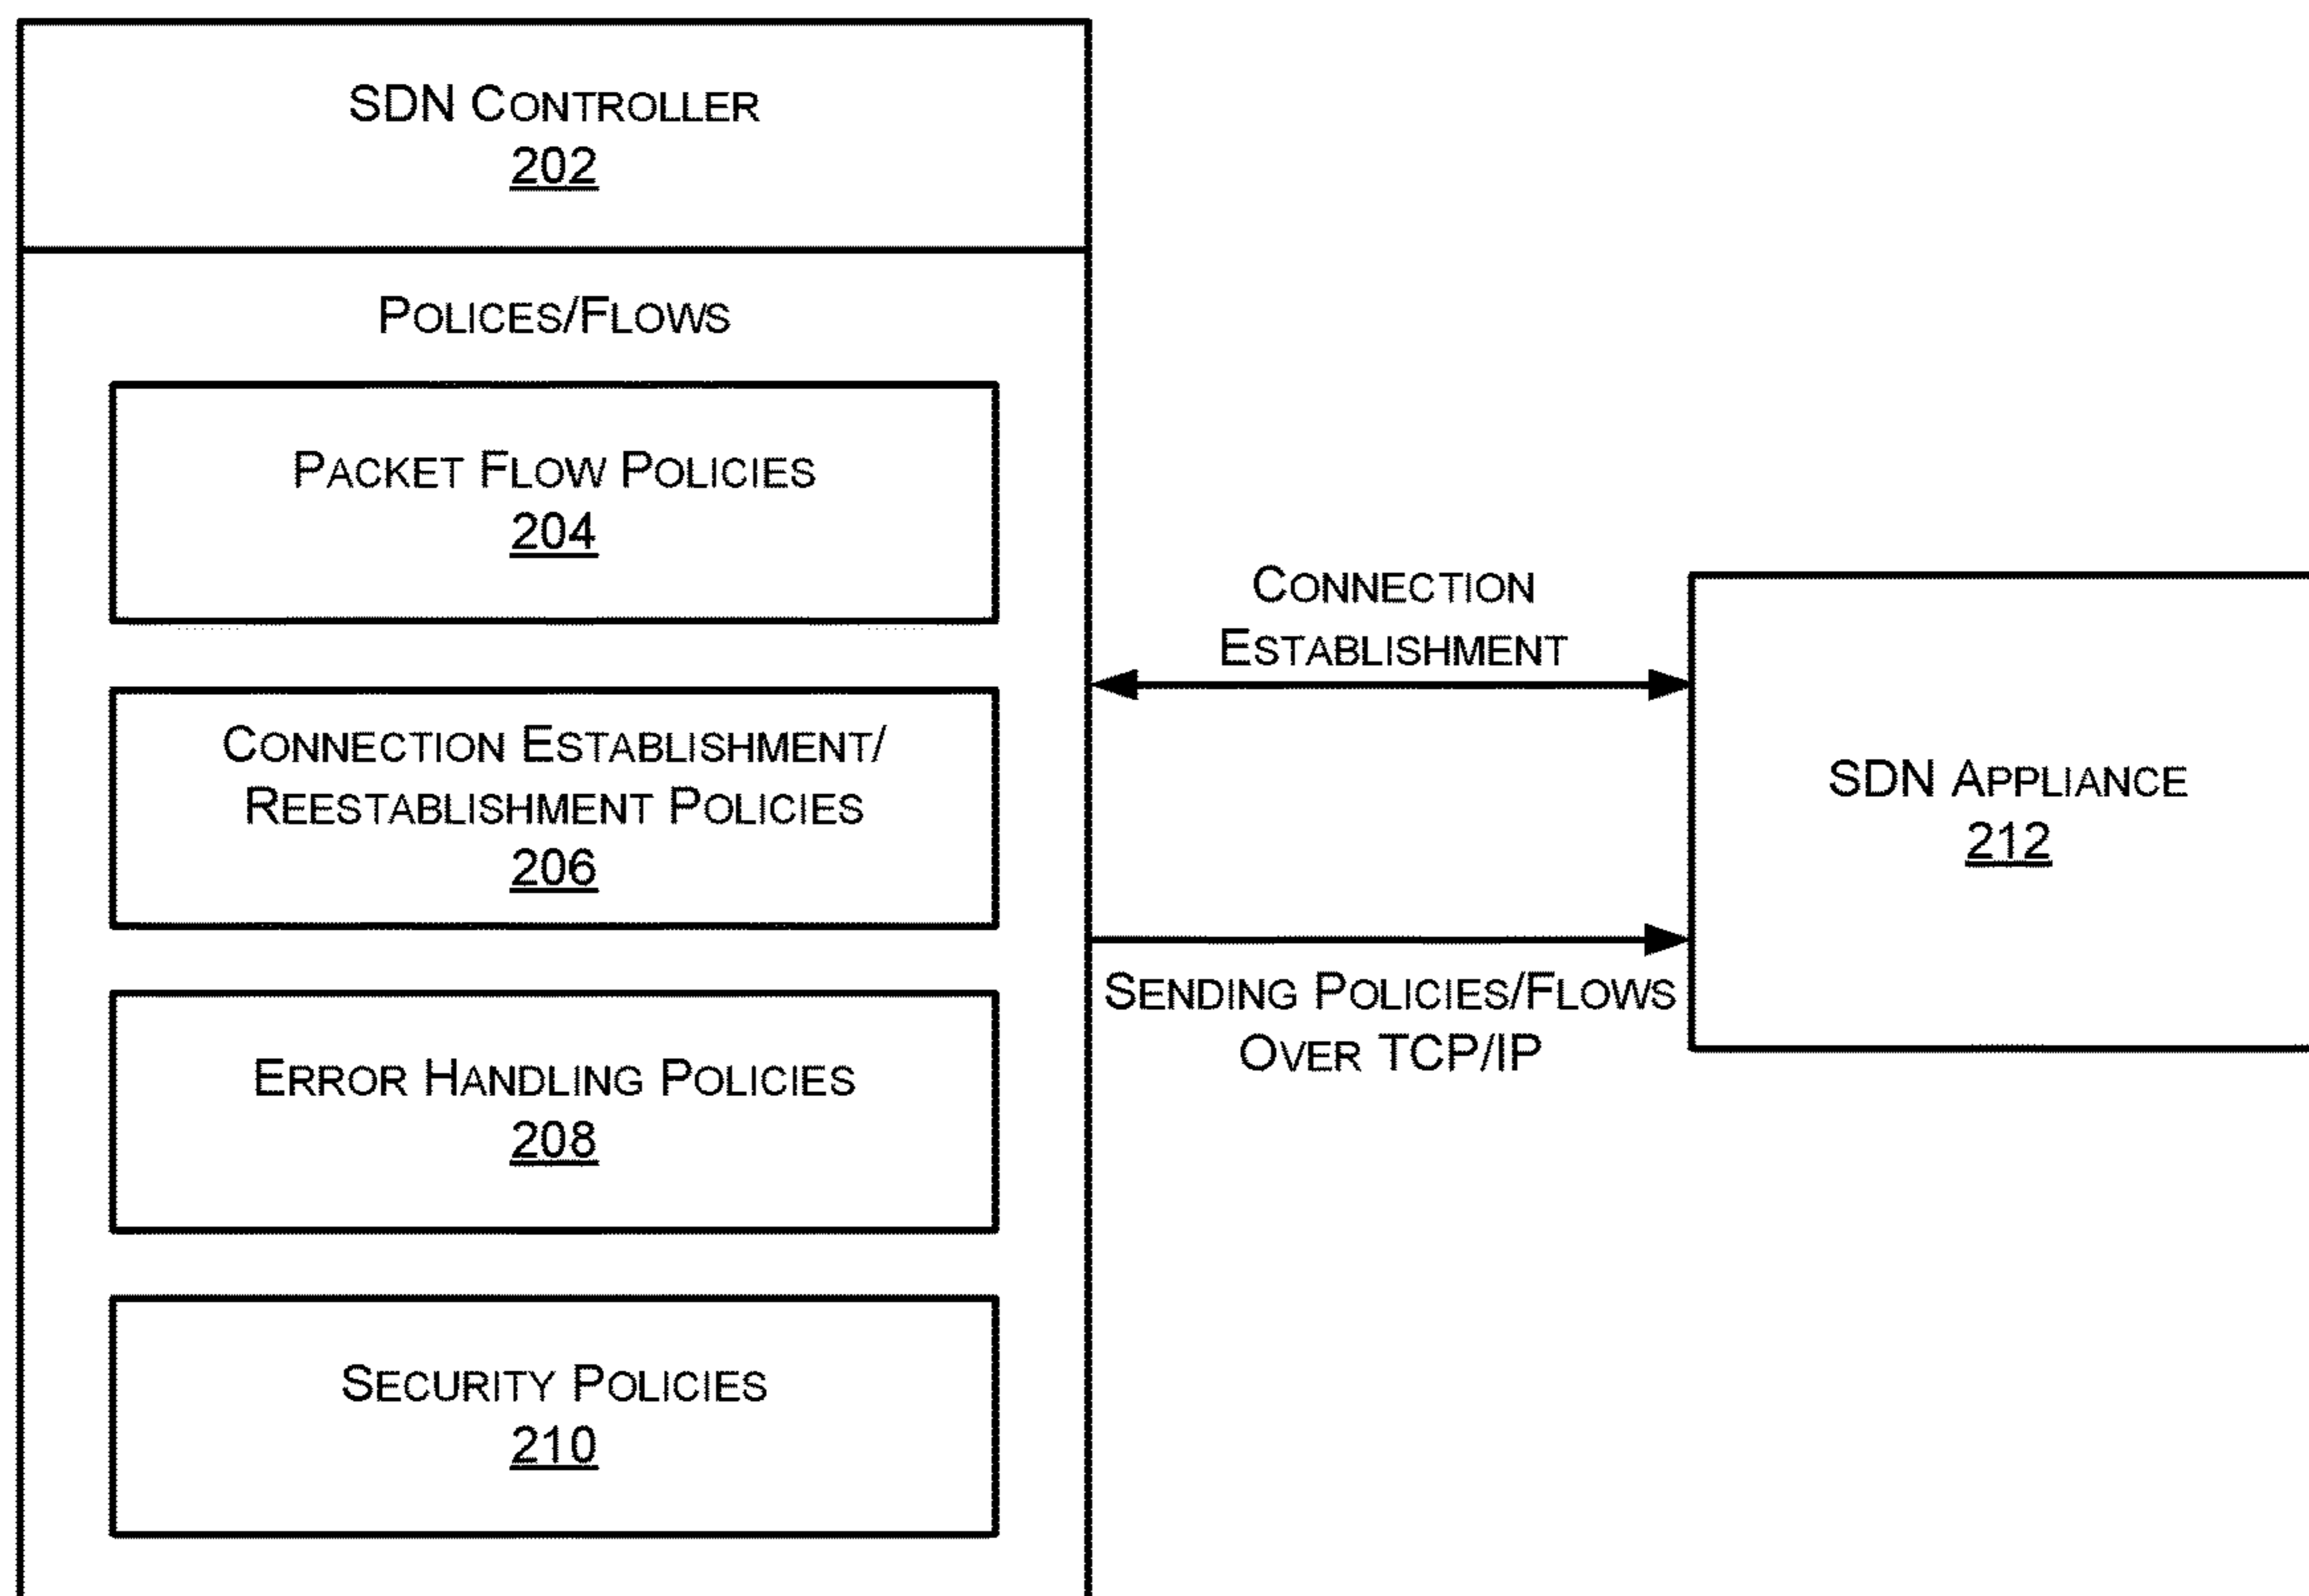 SDN CONTROLLER
202
POLICES/FLOWS
PACKET FLOW POLICIES
204
CONNECTION ESTABLISHMENT/
REESTABLISHMENT POLICIES
206
ERROR HANDLING POLICIES
208
SECURITY POLICIES
210
CONNECTION
ESTABLISHMENT
SENDING POLICIES/FLOWS
OVER TCP/IP
SDN APPLIANCE
212